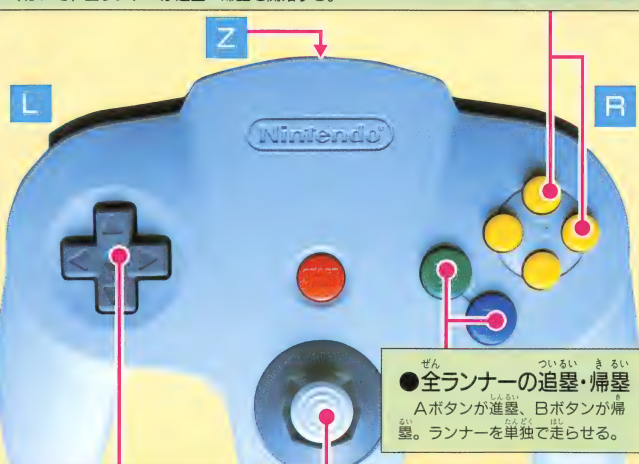 Z
L
R
Nintendo
●全ランナーの追塁・帰塁
Aボタンが進塁、Bボタンが帰
塁。ランナーを単独で走らせる。